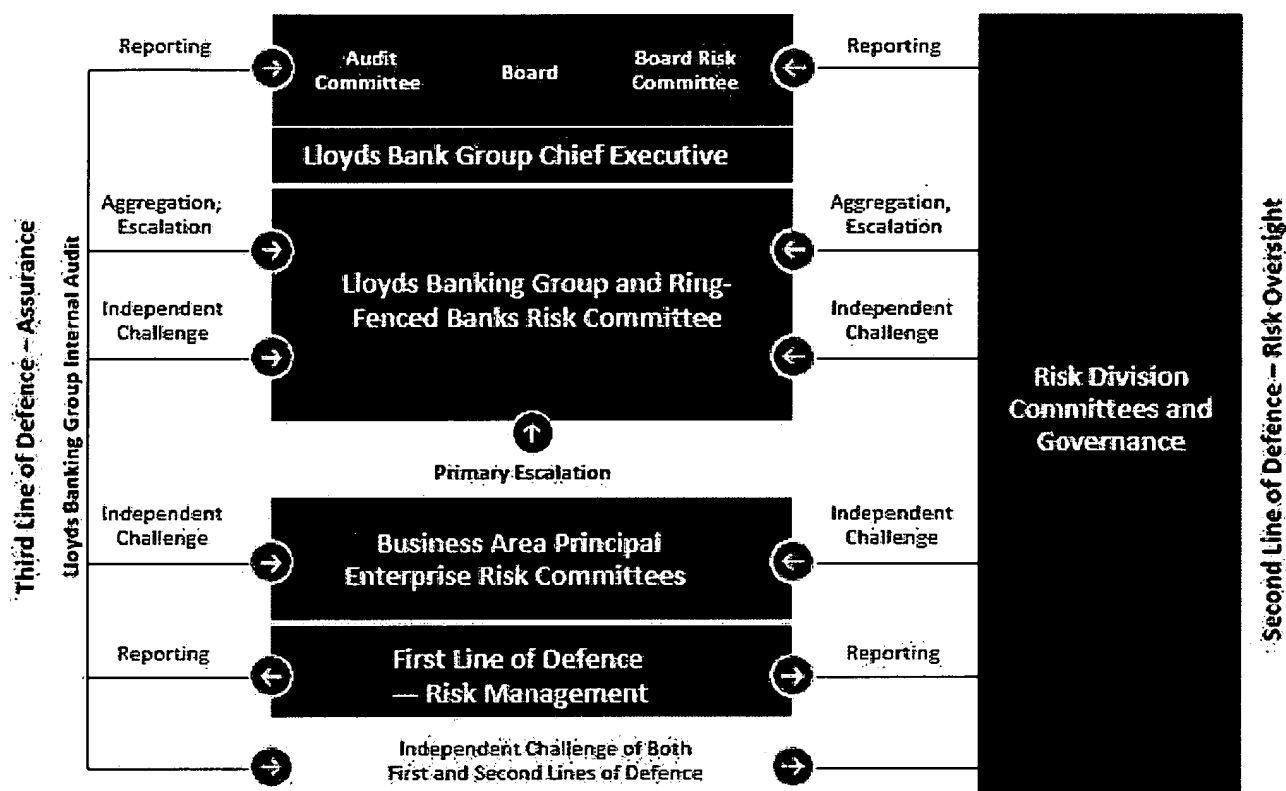 Reporting
Audit
Committee
Board
Board Risk
Committee
Reporting
Lloyds Bank Group Chief Executive
Aggregation;
Escalation
Aggregation,
Escalation
Lloyds Banking Group and Ring-
Fenced Banks Risk Committee
Independent
Challenge
Independent
Challenge
Primary Escalation
Independent
Challenge
Business Area Principal
Enterprise Risk Committees
Independent
Challenge
Reporting
First Line of Defence
— Risk Management
Reporting
Independent Challenge of Both
First and Second Lines of Defence
Third Line of Defence – Assurance
Lloyds Banking Group Internal Audit
Risk Division
Committees and
Governance
Second Line of Defence – Risk Oversight